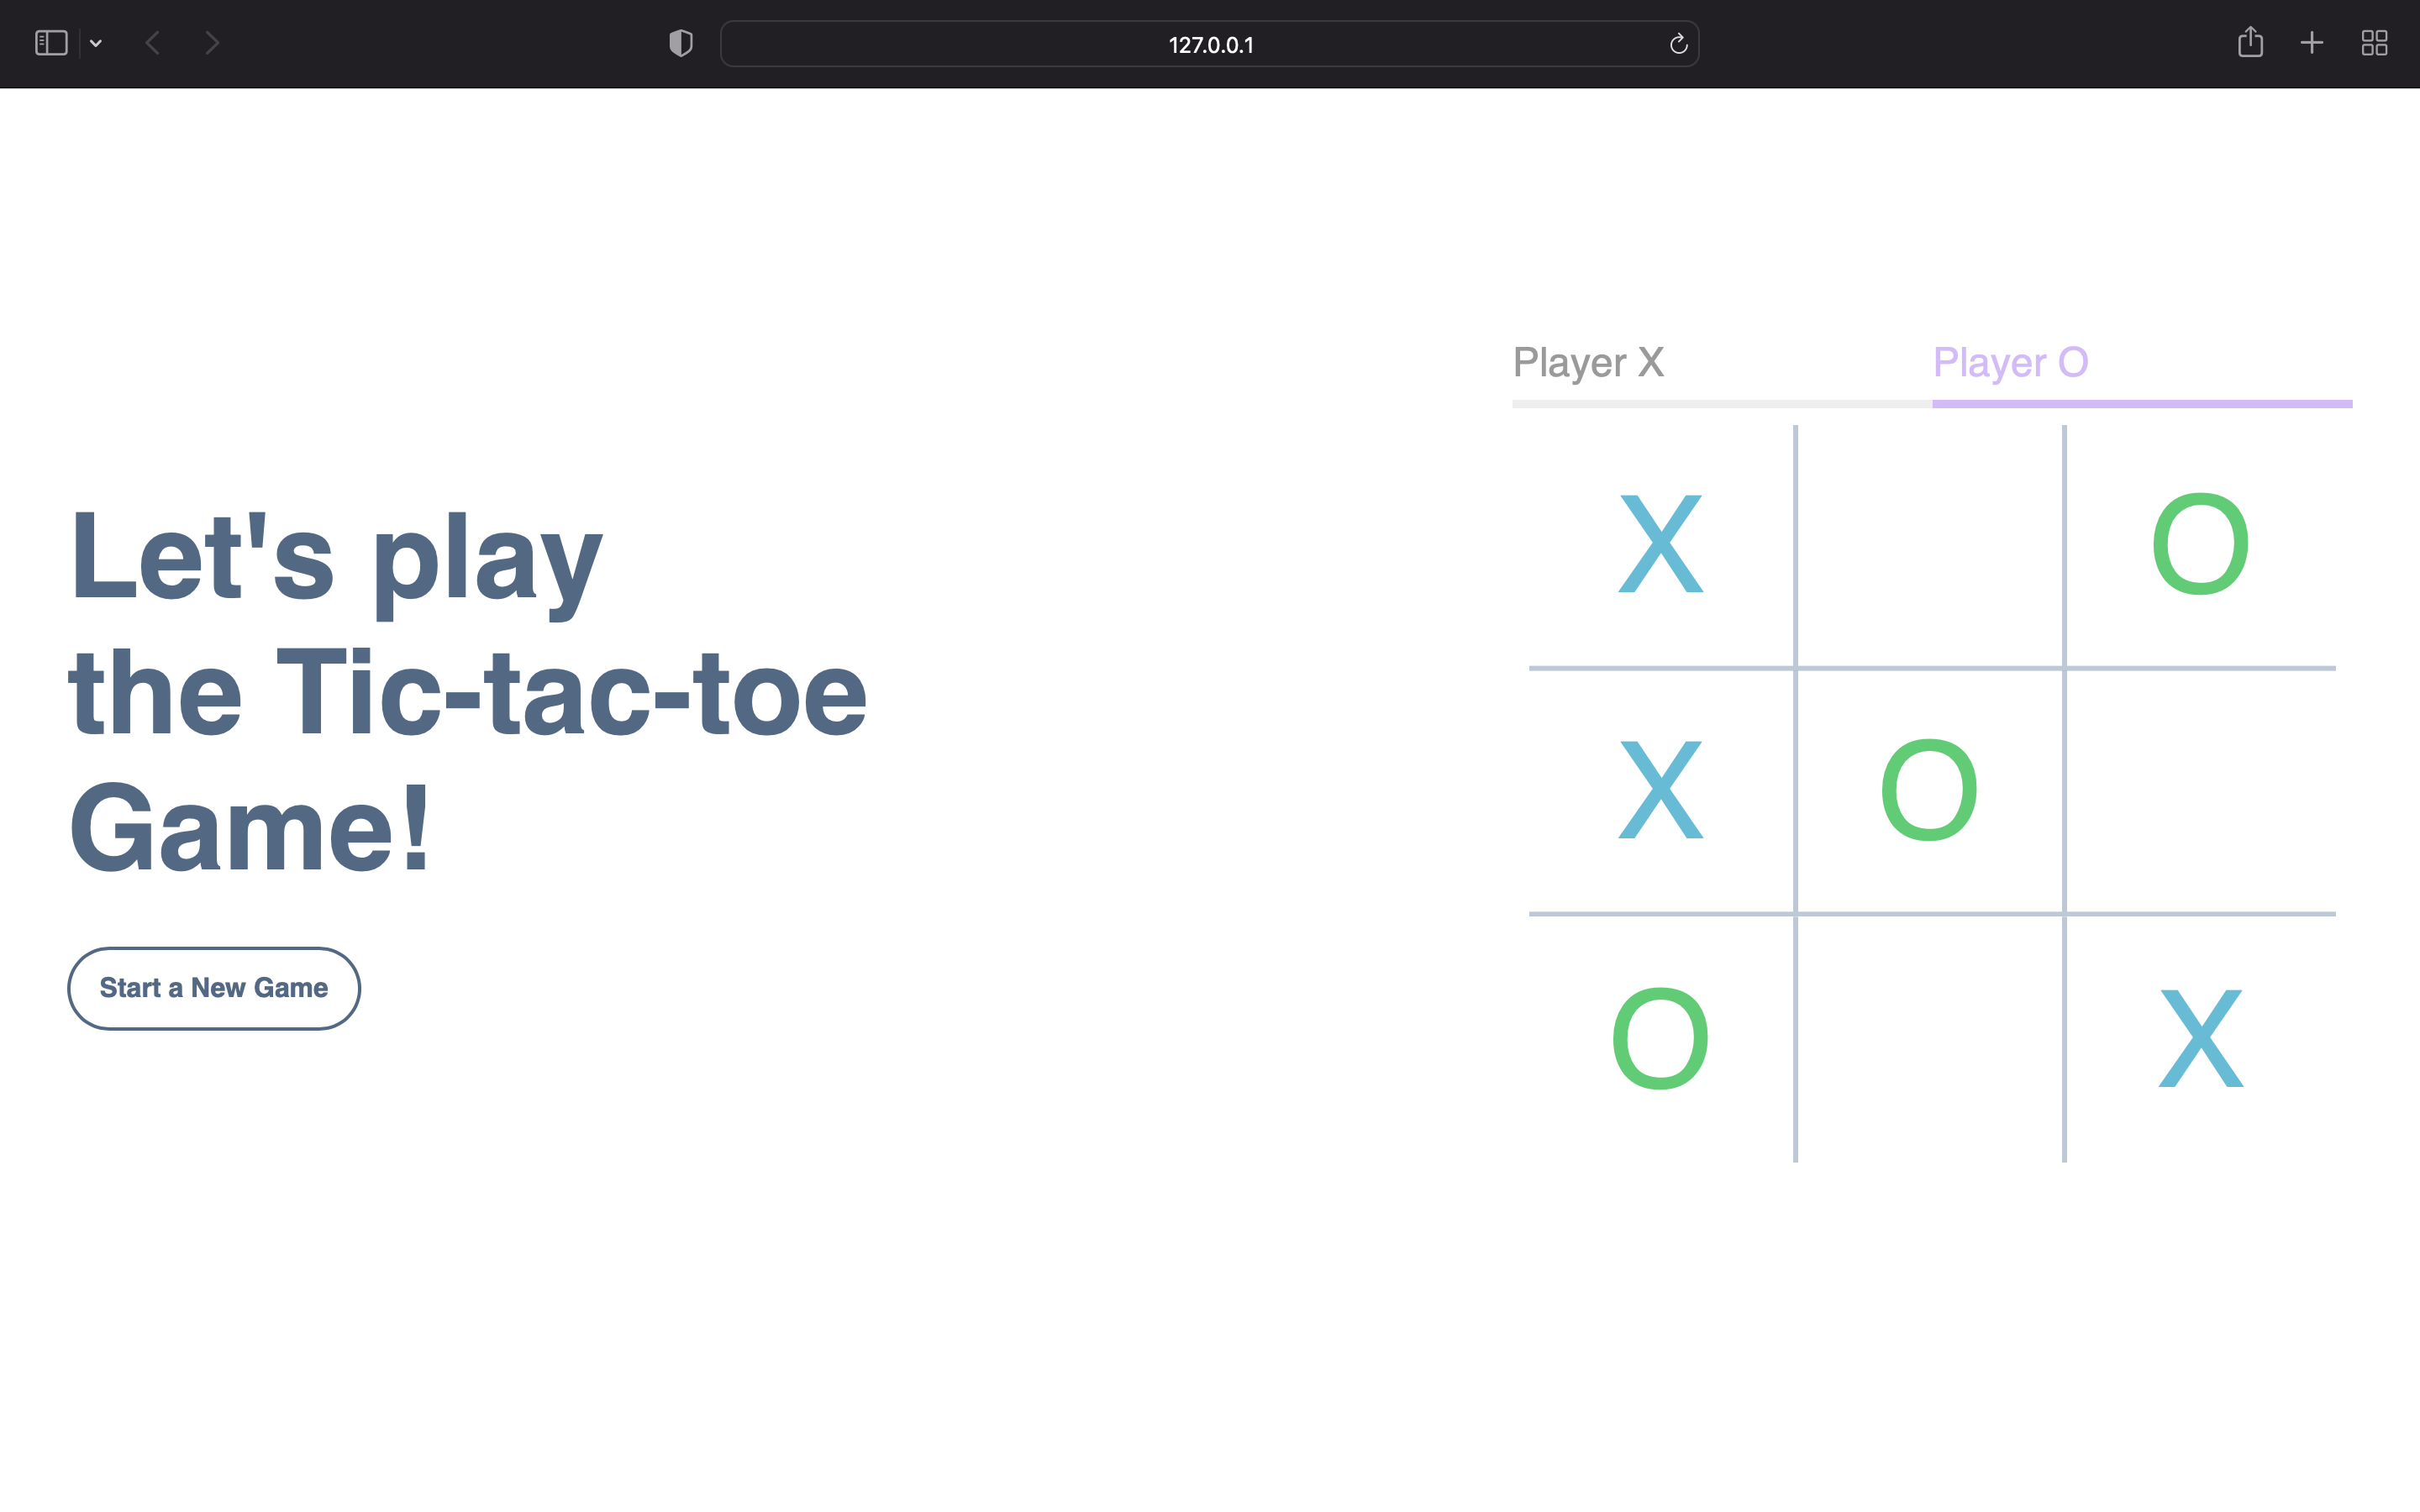 127.0.0.1
Let's play
the Tic-tac-toe
Game!
Start a New Game
Player X Player O
X O
X O
O X